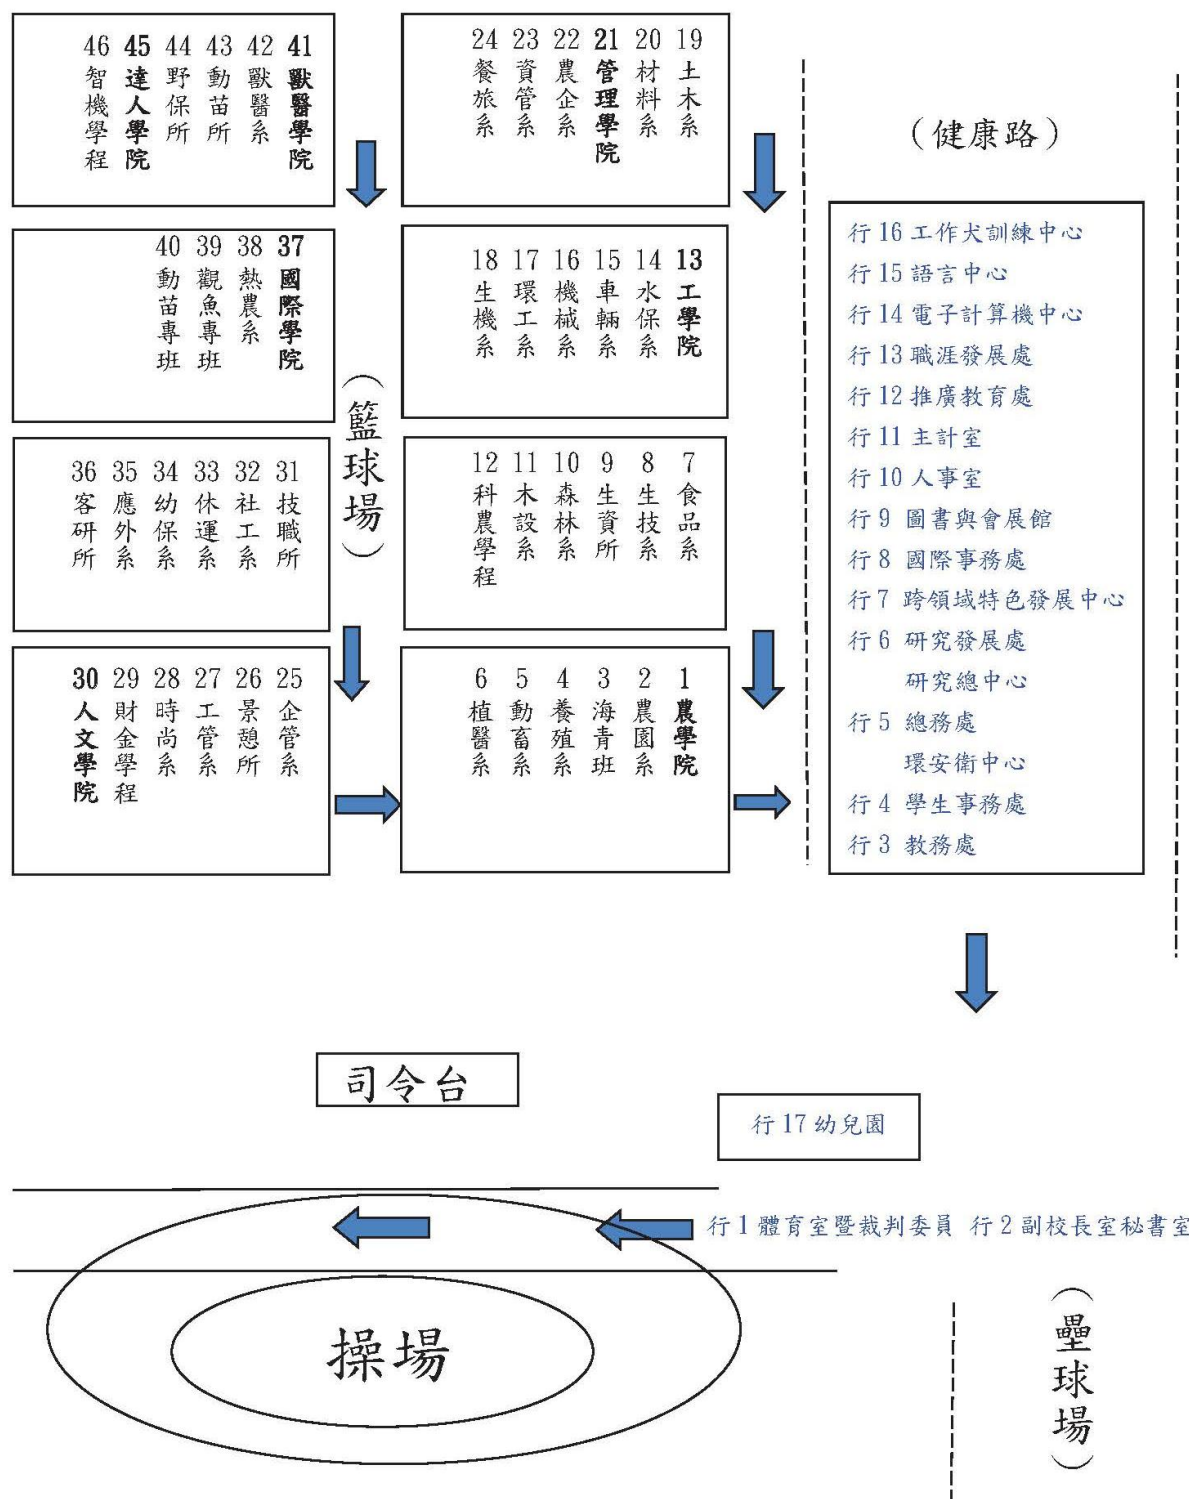 46 智機學程
45 達人學院
44 野保所
43 動苗所
42 獸醫系
41 獸醫學院
24 餐旅系
23 資管系
22 農企系
21 管理學院
20 材料系
19 土木系
(健康路)
40 動苗專班
39 觀魚專班
38 熱農系
37 國際學院
18 生機系
17 環工系
16 機械系
15 車輛系
14 水保系
13 工學院
(籃球場)
36 客研所
35 應外系
34 幼保系
33 休運系
32 社工系
31 技職所
12 科農學程
11 木設系
10 森林系
9 生資所
8 生技系
7 食品系
30 人文學院
29 財金學程
28 時尚系
27 工管系
26 景憩所
25 企管系
6 植醫系
5 動畜系
4 養殖系
3 海青班
2 農園系
1 農學院
行 16 工作犬訓練中心
行 15 語言中心
行 14 電子計算機中心
行 13 職涯發展處
行 12 推廣教育處
行 11 主計室
行 10 人事室
行 9 圖書與會展館
行 8 國際事務處
行 7 跨領域特色發展中心
行 6 研究發展處
研究總中心
行 5 總務處
環安衛中心
行 4 學生事務處
行 3 教務處
司令台
行 17 幼兒園
行 1 體育室暨裁判委員 行 2 副校長室秘書室
操場
(壘球場)